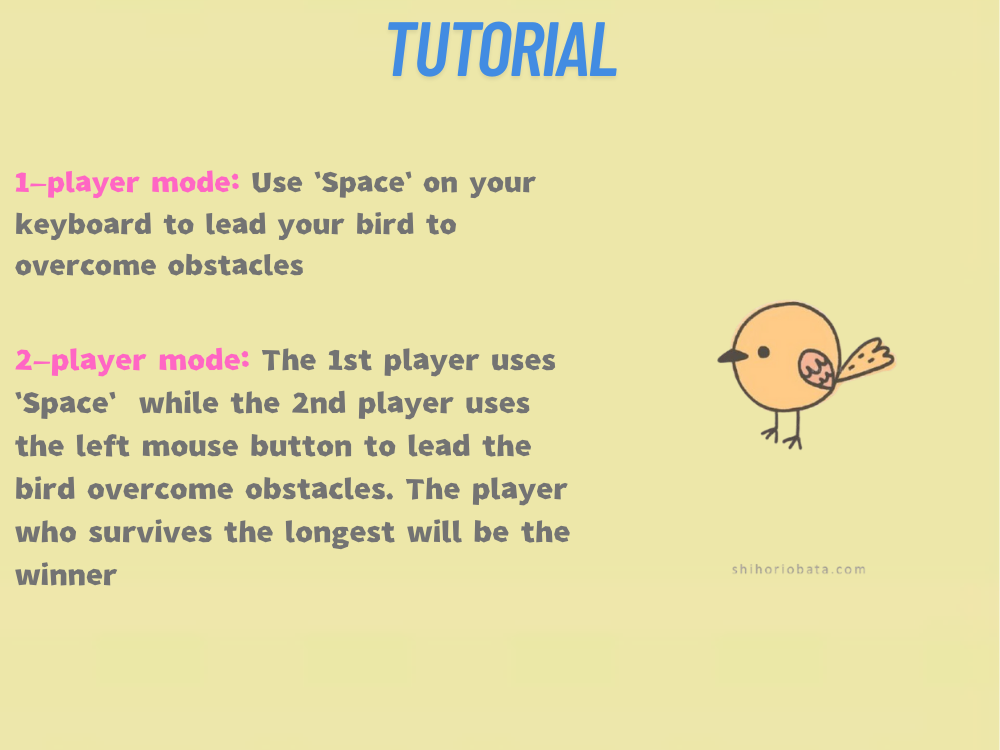 TUTORIAL
1-player mode: Use `Space` on your
keyboard to lead your bird to
overcome obstacles
2-player mode: The 1st player uses
`Space`  while the 2nd player uses
the left mouse button to lead the
bird overcome obstacles. The player
who survives the longest will be the
winner
shihoriobata.com